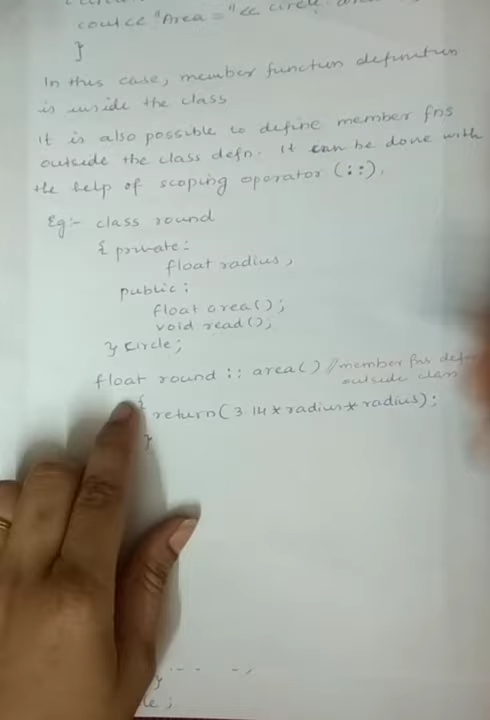 cout << "Area = " << circle.
}
In this case, member function definition
is inside the class
It is also possible to define member fns
outside the class defn. It can be done with
the help of scoping operator (::).
Eg:- class round
{ private:
float radius,
public:
float area();
void read();
} circle;
float round :: area() //member fns
outside class
{
return(3.14*radius*radius);
}
}
;